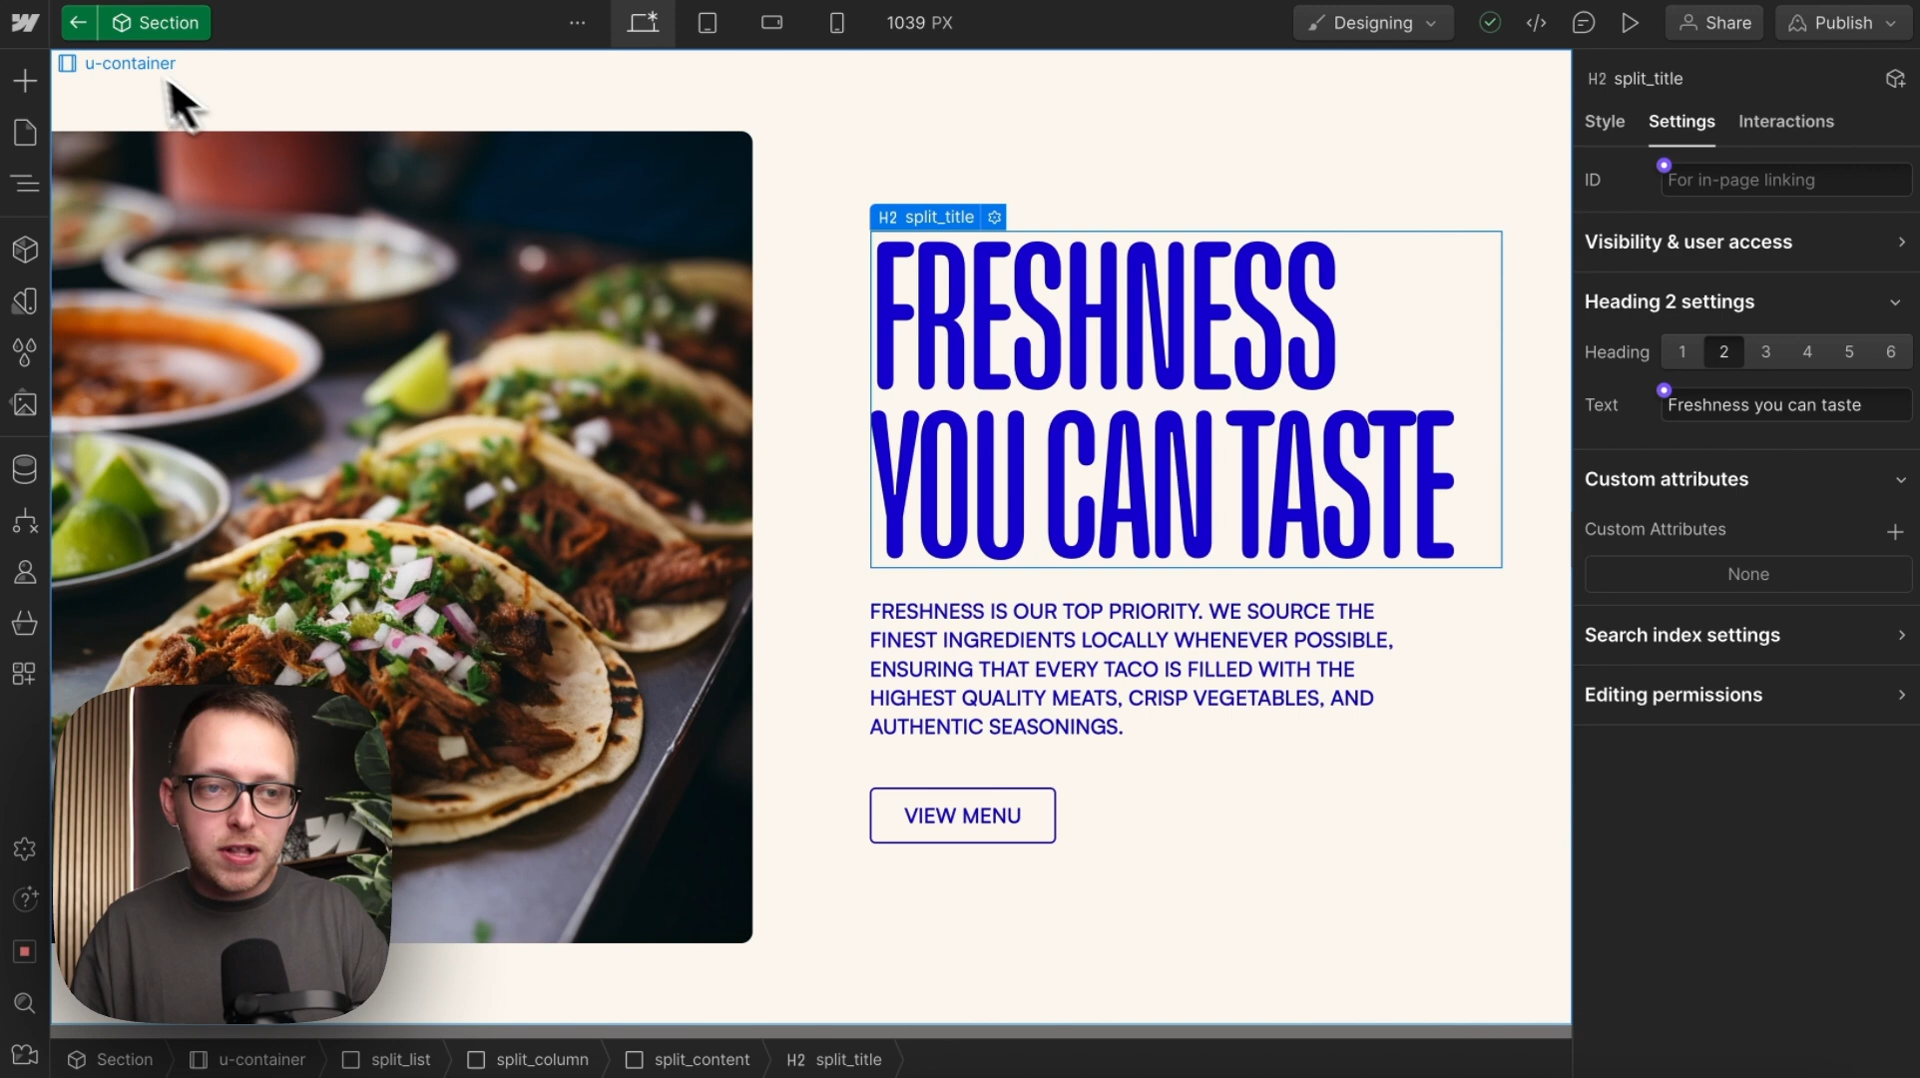 Section
1039 PX
Designing
Share
Publish
u-container
H2 split_title
Style
Settings
Interactions
ID
For in-page linking
Visibility & user access
Heading 2 settings
Heading
1 2 3 4 5 6
Text
Freshness you can taste
Custom attributes
Custom Attributes
None
Search index settings
Editing permissions
H2 split_title
FRESHNESS
YOU CAN TASTE
FRESHNESS IS OUR TOP PRIORITY. WE SOURCE THE
FINEST INGREDIENTS LOCALLY WHENEVER POSSIBLE,
ENSURING THAT EVERY TACO IS FILLED WITH THE
HIGHEST QUALITY MEATS, CRISP VEGETABLES, AND
AUTHENTIC SEASONINGS.
VIEW MENU
Section
u-container
split_list
split_column
split_content
H2 split_title